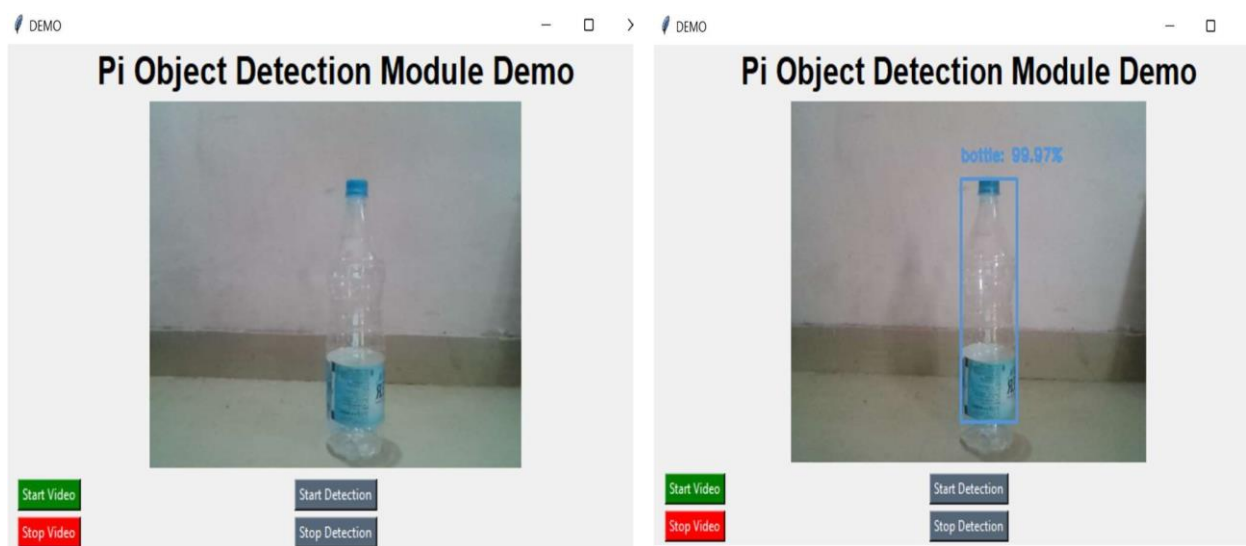 DEMO
Pi Object Detection Module Demo
Start Video
Start Detection
Stop Video
Stop Detection
DEMO
Pi Object Detection Module Demo
bottle: 99.97%
Start Video
Start Detection
Stop Video
Stop Detection